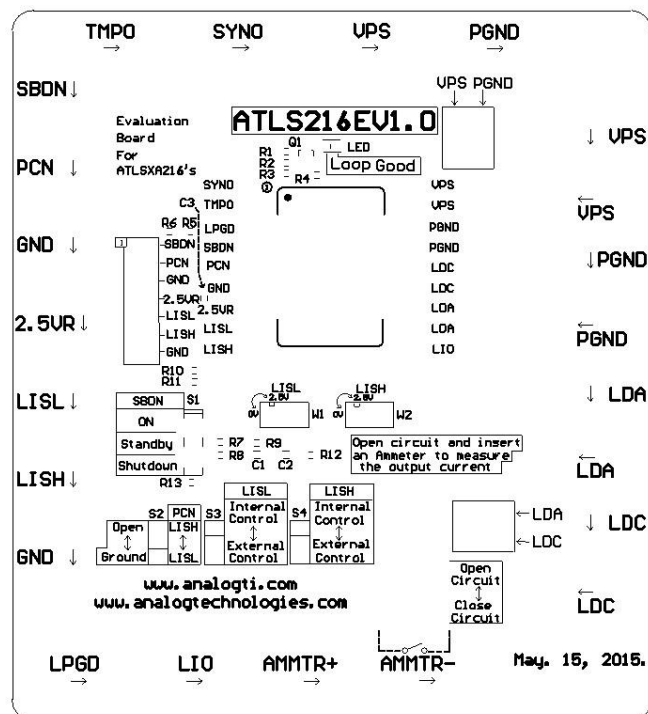 TMPO SYNO VPS PGND
SBDN
VPS PGND
Evaluation
Board
For
ATLSXA216's
ATLS216EV1.0
VPS
Q1 LED
R1
R2
R3
R4
Loop Good
PCN
1
SYNO VPS
C3 TMPO VPS
VPS
R6 R5 LPGD PGND
GND
1 SBDN SBDN PGND
PCN PCN LDC
PGND
GND GND LDC
2.5VR 2.5VR LDA
2.5VR
LISL LISL LDA
LISH LISH LIO
PGND
GND
R10
R11
LISL
SBDN S1
ON
Standby
Shutdown
LISL
2.5V
0V
W1
LISH
2.5V
0V
W2
LDA
R7 R9
R8 C1 C2 R12
Open circuit and insert
an Ammeter to measure
the output current
LDA
LISH
R13
S2 PCN
Open LISH
Ground LISL
S3 LISL
Internal
Control
External
Control
S4 LISH
Internal
Control
External
Control
LDA
LDC
LDC
GND
Open
Circuit
Close
Circuit
www.analogti.com
www.analogtechnologies.com
LDC
LPGD LIO AMMTR+ AMMTR- May. 15, 2015.